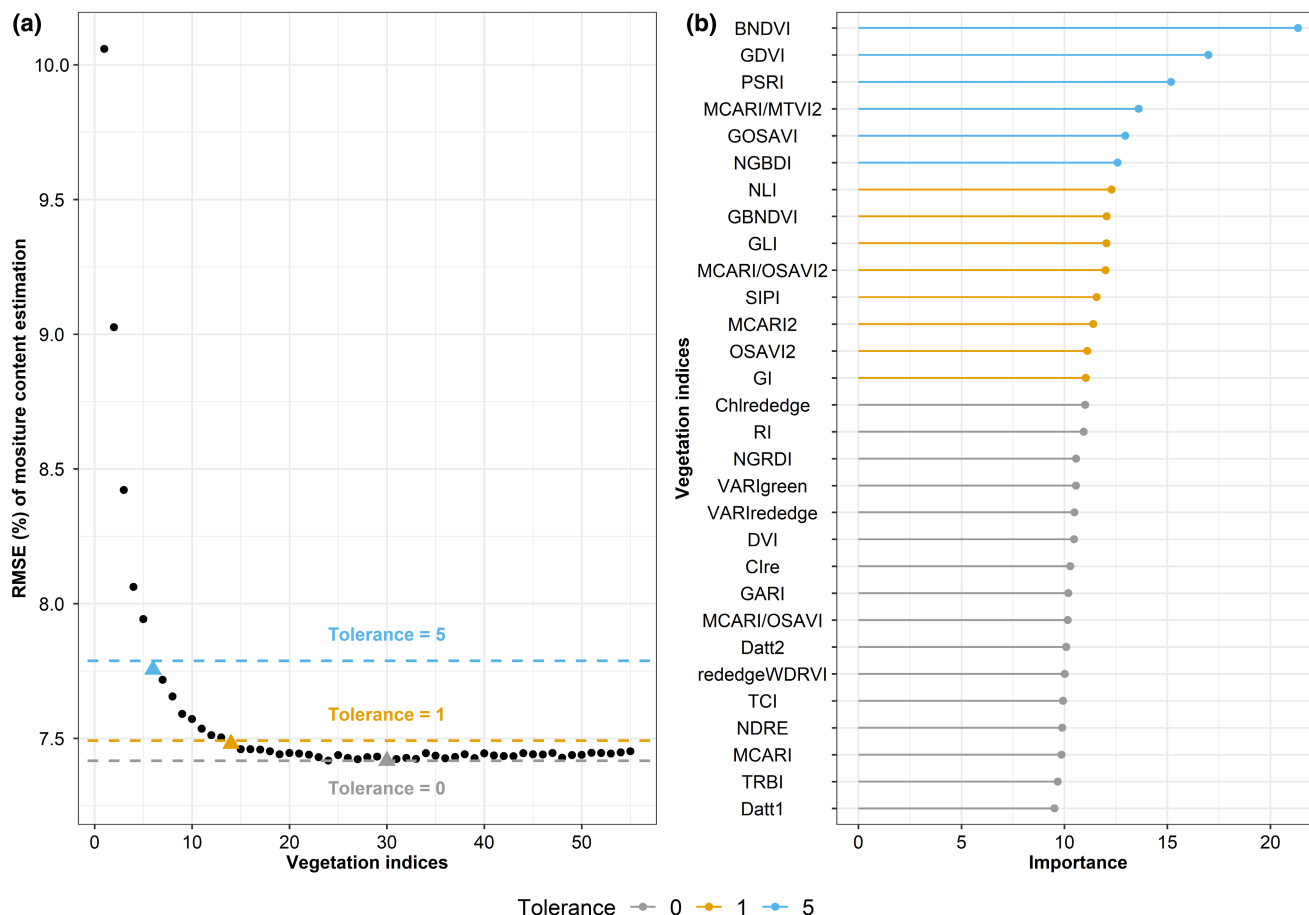 (a)
RMSE (%) of mositure content estimation
10.0
9.5
9.0
8.5
8.0
7.5
Tolerance = 5
Tolerance = 1
Tolerance = 0
0 10 20 30 40 50
Vegetation indices
(b)
Vegetation indices
BNDVI
GDVI
PSRI
MCARI/MTVI2
GOSAVI
NGBDI
NLI
GBNDVI
GLI
MCARI/OSAVI2
SIPI
MCARI2
OSAVI2
GI
Chlrededge
RI
NGRDI
VARIgreen
VARIrededge
DVI
CIre
GARI
MCARI/OSAVI
Datt2
rededgeWDRVI
TCI
NDRE
MCARI
TRBI
Datt1
0 5 10 15 20
Importance
Tolerance 0 1 5